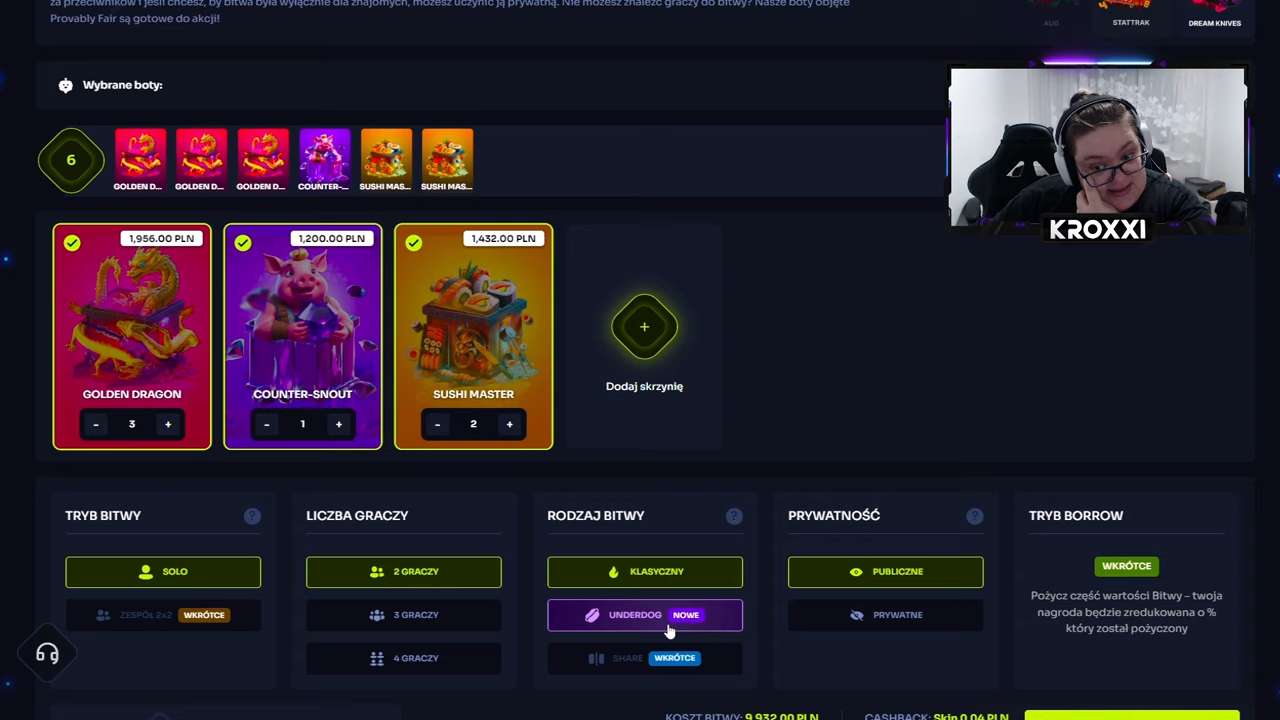 za przeciwników i jeśli chcesz, by bitwa była wyłącznie dla znajomych, możesz uczynić ją prywatną. Nie możesz znaleźć graczy do bitwy? Nasze boty objęte
Provably Fair są gotowe do akcji!
AUG
STATTRAK
DREAM KNIVES
Wybrane boty:
6
GOLDEN D...
GOLDEN D...
GOLDEN D...
COUNTER-...
SUSHI MAS...
SUSHI MAS...
KROXXI
1,956.00 PLN
1,200.00 PLN
1,432.00 PLN
+
GOLDEN DRAGON
COUNTER-SNOUT
SUSHI MASTER
Dodaj skrzynię
- 3 +
- 1 +
- 2 +
TRYB BITWY ?
SOLO
ZESPÓŁ 2x2 WKRÓTCE
LICZBA GRACZY
2 GRACZY
3 GRACZY
4 GRACZY
RODZAJ BITWY ?
KLASYCZNY
UNDERDOG NOWE
SHARE WKRÓTCE
PRYWATNOŚĆ ?
PUBLICZNE
PRYWATNE
TRYB BORROW
WKRÓTCE
Pożycz część wartości Bitwy – twoja
nagroda będzie zredukowana o %
który został pożyczony
KOSZT BITWY: 9,932.00 PLN
CASHBACK: Skin 0.04 PLN